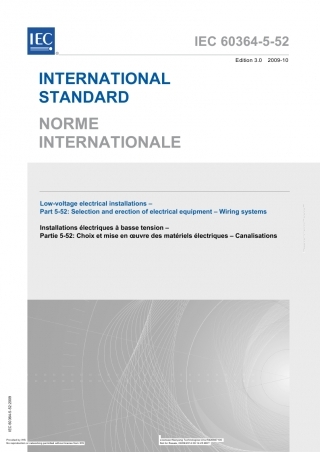 IEC
IEC 60364-5-52
Edition 3.0 2009-10
INTERNATIONAL
STANDARD
NORME
INTERNATIONALE
Low-voltage electrical installations –
Part 5-52: Selection and erection of electrical equipment – Wiring systems
Installations électriques à basse tension –
Partie 5-52: Choix et mise en œuvre des matériels électriques – Canalisations
IEC 60364-5-52:2009